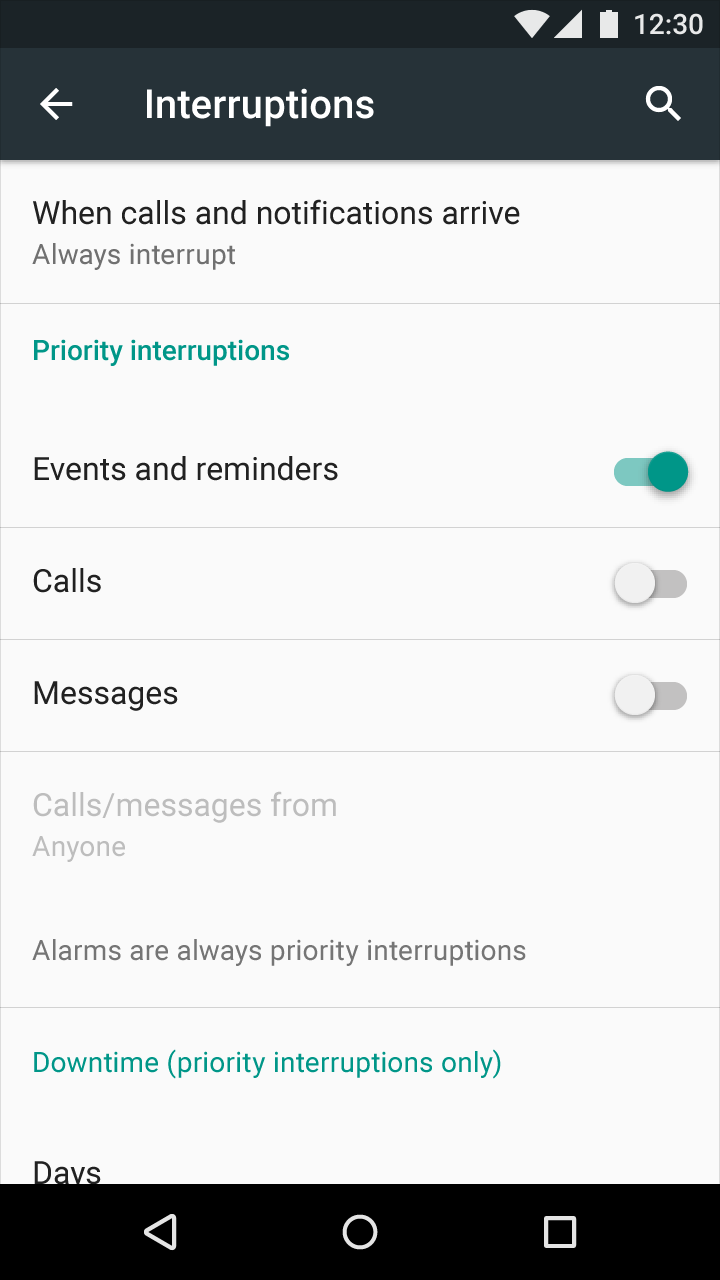 12:30
Interruptions
When calls and notifications arrive
Always interrupt
Priority interruptions
Events and reminders
Calls
Messages
Calls/messages from
Anyone
Alarms are always priority interruptions
Downtime (priority interruptions only)
Days